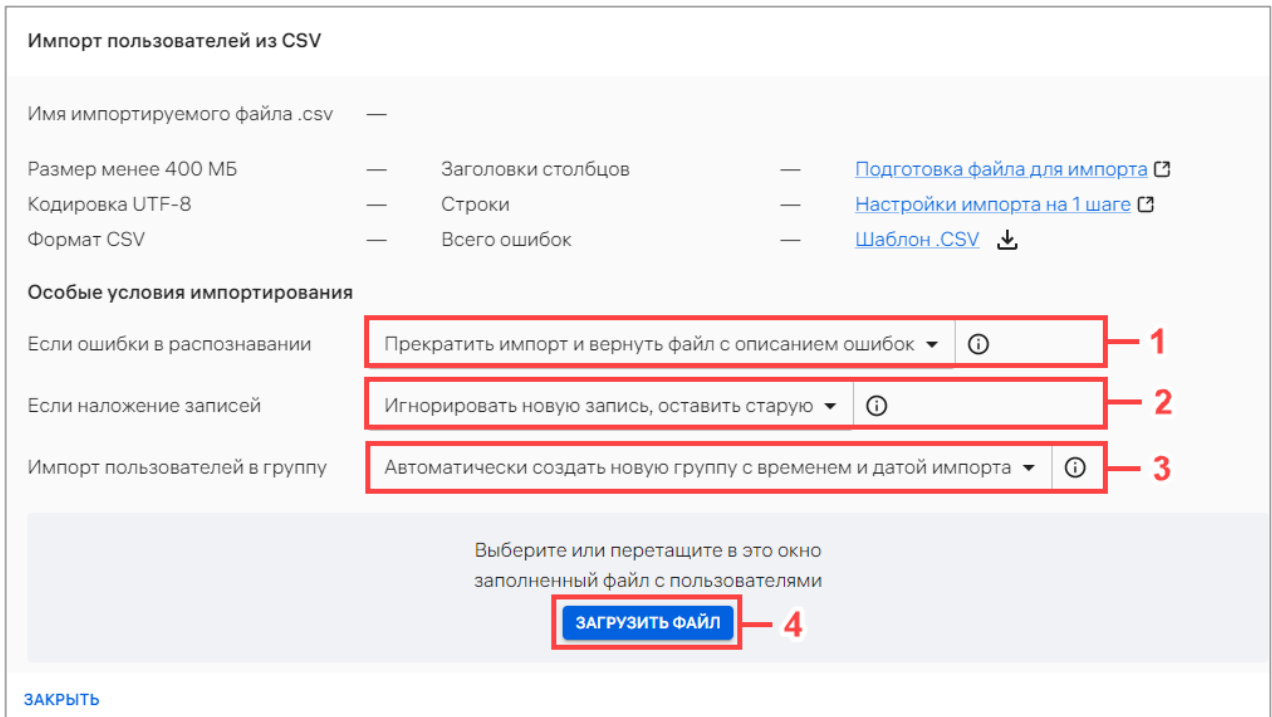 Импорт пользователей из CSV
Имя импортируемого файла .csv —
Размер менее 400 МБ — Заголовки столбцов — Подготовка файла для импорта
Кодировка UTF-8 — Строки — Настройки импорта на 1 шаге
Формат CSV — Всего ошибок — Шаблон .CSV
Особые условия импортирования
Если ошибки в распознавании Прекратить импорт и вернуть файл с описанием ошибок 1
Если наложение записей Игнорировать новую запись, оставить старую 2
Импорт пользователей в группу Автоматически создать новую группу с временем и датой импорта 3
Выберите или перетащите в это окно
заполненный файл с пользователями
ЗАГРУЗИТЬ ФАЙЛ 4
ЗАКРЫТЬ